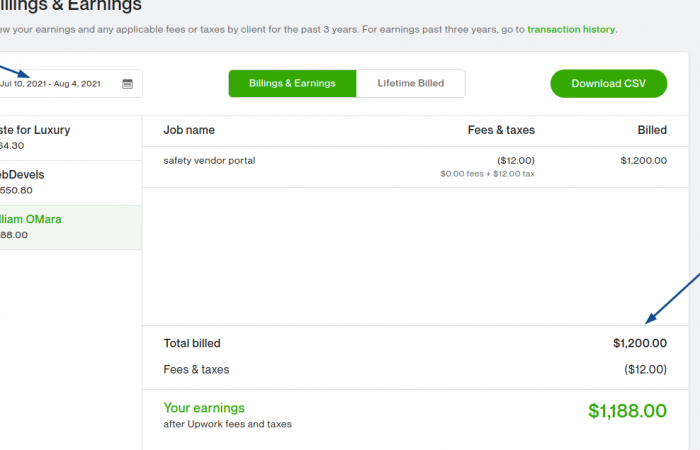 Billings & Earnings
ew your earnings and any applicable fees or taxes by client for the past 3 years. For earnings past three years, go to transaction history.
Jul 10, 2021 - Aug 4, 2021
Billings & Earnings
Lifetime Billed
Download CSV
ste for Luxury
64.30
ebDevels
550.80
lliam OMara
88.00
Job name Fees & taxes Billed
safety vendor portal ($12.00) $1,200.00
$0.00 fees + $12.00 tax
Total billed $1,200.00
Fees & taxes ($12.00)
Your earnings $1,188.00
after Upwork fees and taxes